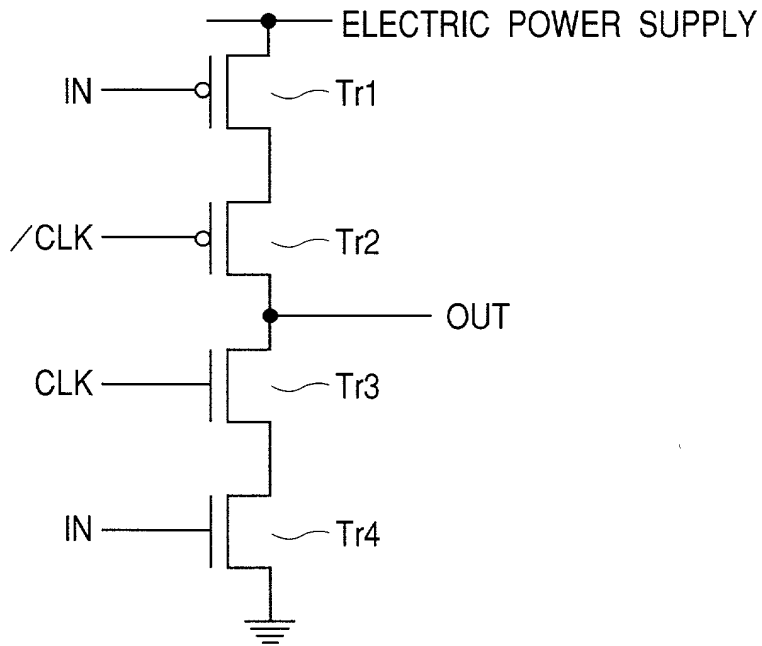 ELECTRIC POWER SUPPLY
IN
Tr1
/CLK
Tr2
OUT
CLK
Tr3
IN
Tr4